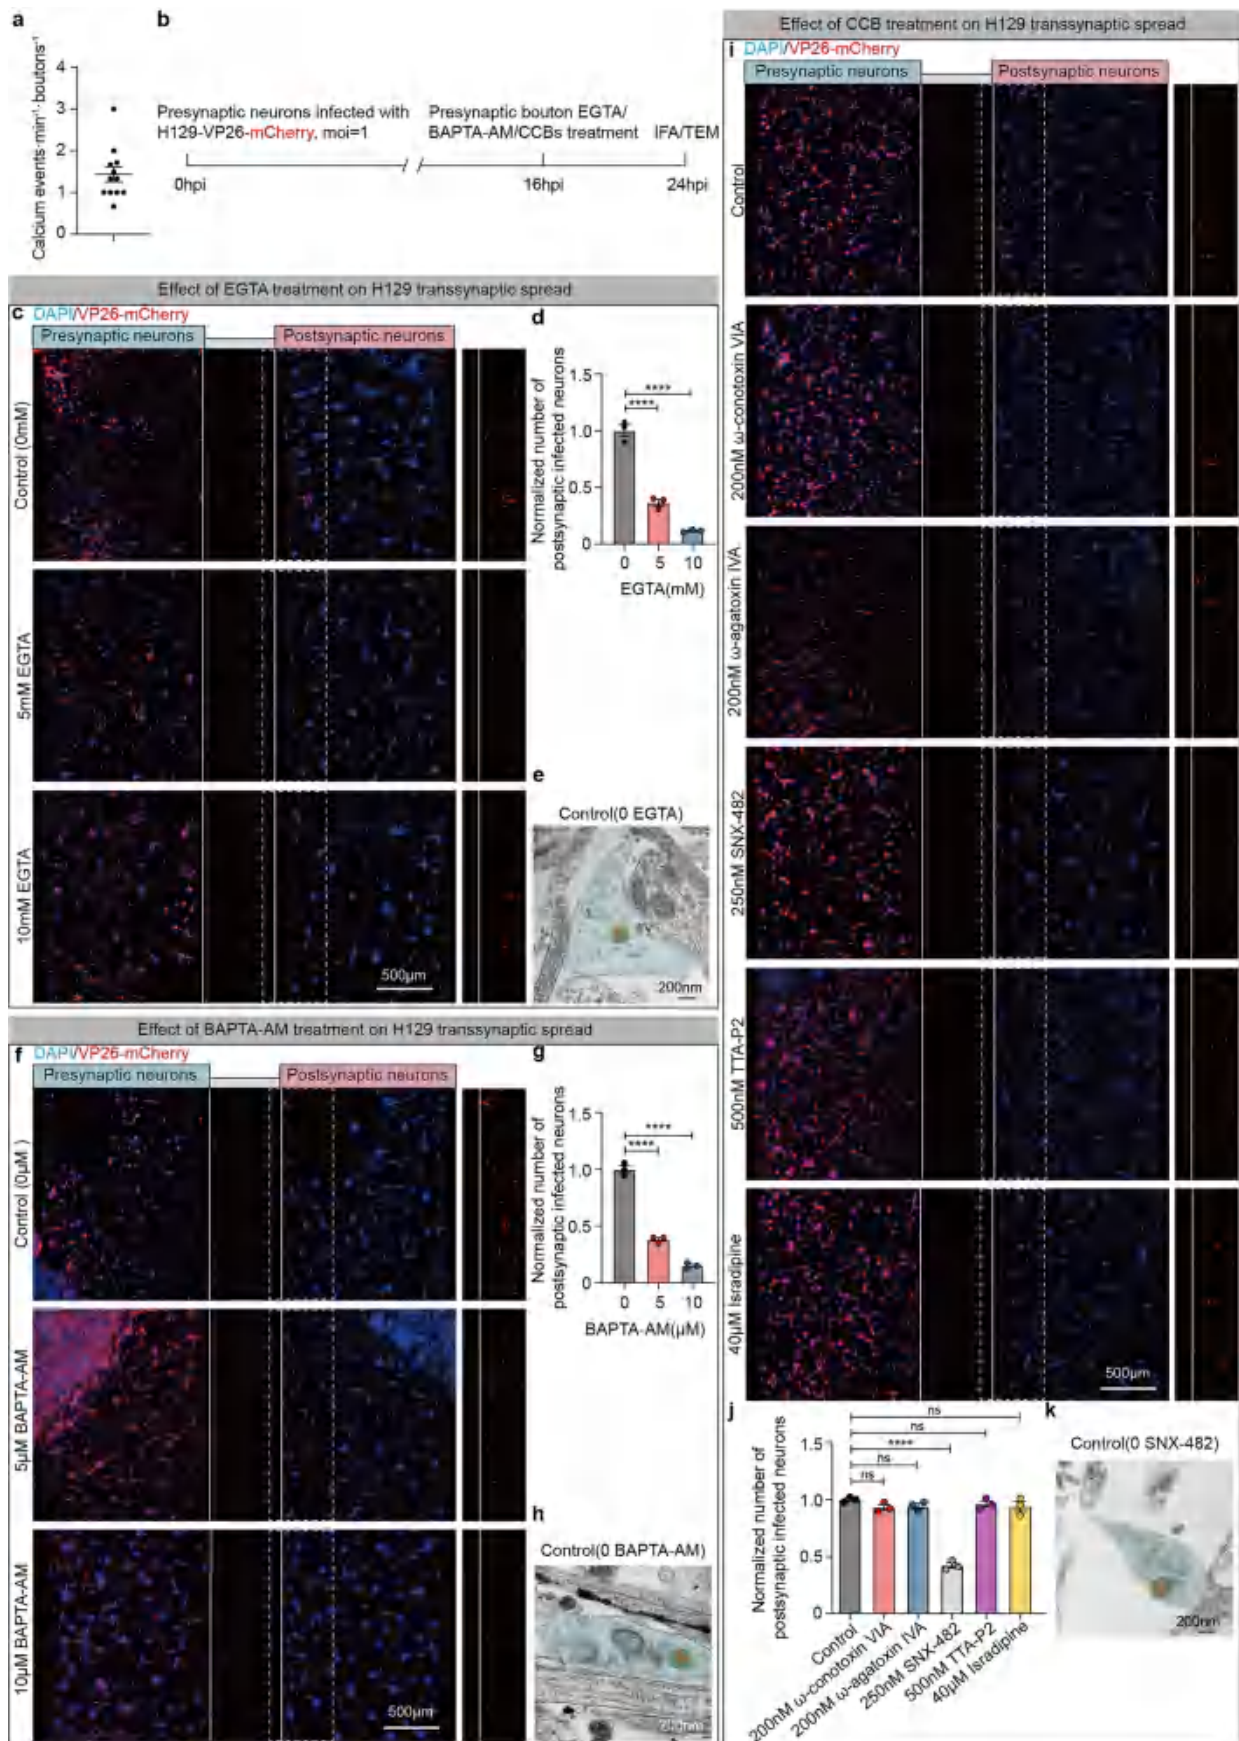 a
Calcium events·min⁻¹·boutons⁻¹
4
3
2
1
0
b
Presynaptic neurons infected with
H129-VP26-mCherry, moi=1
Presynaptic bouton EGTA/
BAPTA-AM/CCBs treatment
IFA/TEM
0hpi
16hpi
24hpi
Effect of EGTA treatment on H129 transsynaptic spread
c
DAPI/VP26-mCherry
Presynaptic neurons
Postsynaptic neurons
Control (0mM)
5mM EGTA
10mM EGTA
500μm
d
Normalized number of
postsynaptic infected neurons
1.5
1.0
0.5
0
****
****
0 5 10
EGTA(mM)
e
Control(0 EGTA)
SV
200nm
Effect of BAPTA-AM treatment on H129 transsynaptic spread
f
DAPI/VP26-mCherry
Presynaptic neurons
Postsynaptic neurons
Control (0μM )
5μM BAPTA-AM
10μM BAPTA-AM
500μm
g
Normalized number of
postsynaptic infected neurons
1.5
1.0
0.5
0
****
****
0 5 10
BAPTA-AM(μM)
h
Control(0 BAPTA-AM)
200nm
Effect of CCB treatment on H129 transsynaptic spread
i
DAPI/VP26-mCherry
Presynaptic neurons
Postsynaptic neurons
Control
200nM ω-conotoxin VIA
200nM ω-agatoxin IVA
250nM SNX-482
500nM TTA-P2
40μM Isradipine
500μm
j
Normalized number of
postsynaptic infected neurons
1.5
1.0
0.5
0
ns
ns
****
ns
ns
Control
200nM ω-conotoxin VIA
200nM ω-agatoxin IVA
250nM SNX-482
500nM TTA-P2
40μM Isradipine
k
Control(0 SNX-482)
200nm